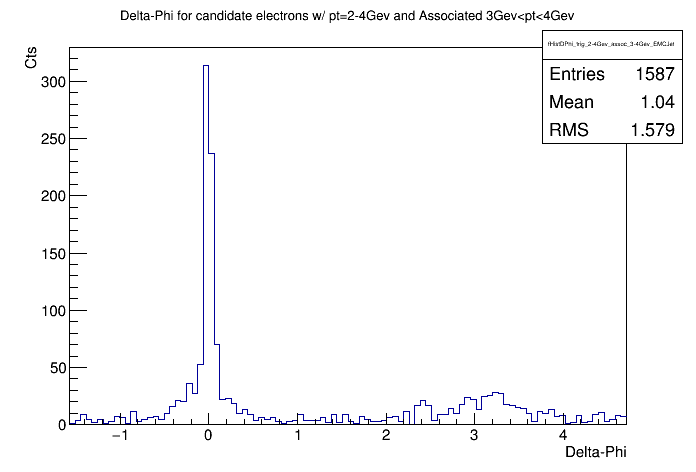 Delta-Phi for candidate electrons w/ pt=2-4Gev and Associated 3Gev<pt<4Gev
fHistDPhi_trig_2-4Gev_assoc_3-4Gev_EMCJet
Entries 1587
Mean 1.04
RMS 1.579
Cts
300
250
200
150
100
50
0
−1 0 1 2 3 4
Delta-Phi